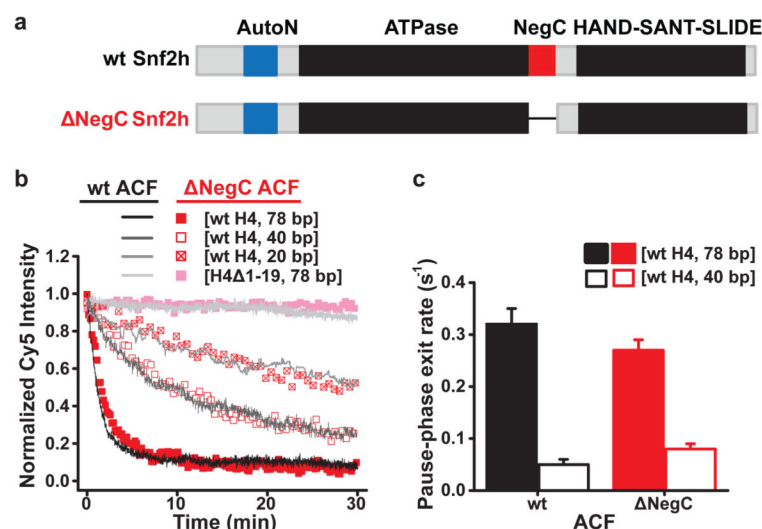 a
AutoN ATPase NegC HAND-SANT-SLIDE
wt Snf2h
ΔNegC Snf2h
b
wt ACF ΔNegC ACF
[wt H4, 78 bp]
[wt H4, 40 bp]
[wt H4, 20 bp]
[H4Δ1-19, 78 bp]
Normalized Cy5 Intensity
1.2
1.0
0.8
0.6
0.4
0.2
0.0
0 10 20 30
Time (min)
c
[wt H4, 78 bp]
[wt H4, 40 bp]
Pause-phase exit rate (s⁻¹)
0.4
0.3
0.2
0.1
0.0
wt ΔNegC
ACF